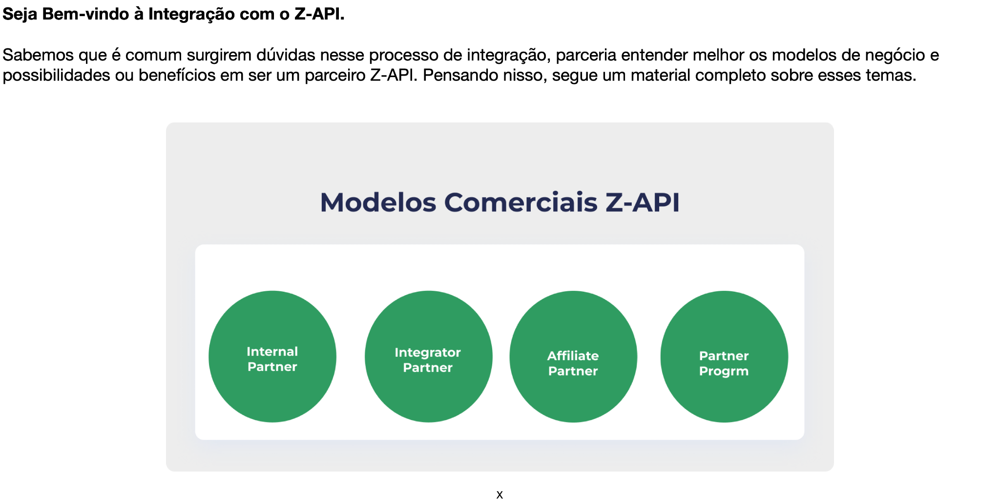 Seja Bem-vindo à Integração com o Z-API.
Sabemos que é comum surgirem dúvidas nesse processo de integração, parceria entender melhor os modelos de negócio e
possibilidades ou benefícios em ser um parceiro Z-API. Pensando nisso, segue um material completo sobre esses temas.
Modelos Comerciais Z-API
Internal
Partner
Integrator
Partner
Affiliate
Partner
Partner
Progrm
x